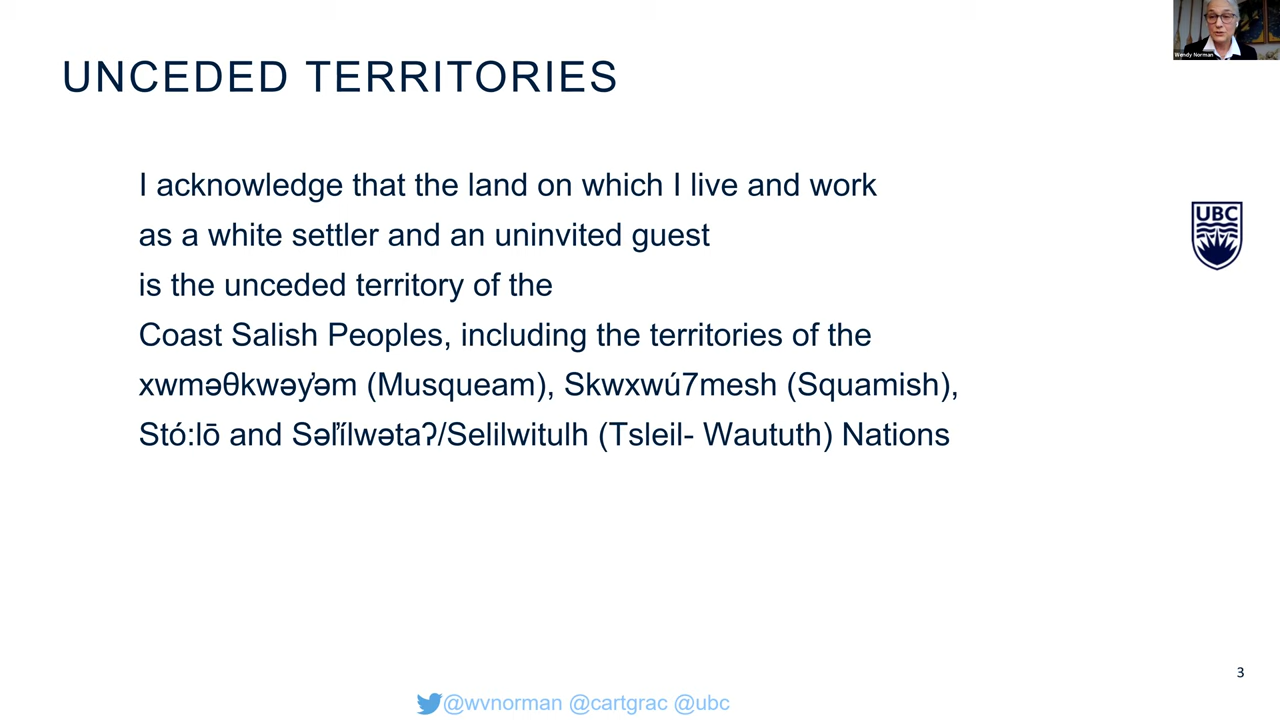 Wendy Norman
UNCEDED TERRITORIES
I acknowledge that the land on which I live and work
as a white settler and an uninvited guest
is the unceded territory of the
Coast Salish Peoples, including the territories of the
xwməθkwəy̓əm (Musqueam), Skwxwú7mesh (Squamish),
Stó:lō and Səl̓ílwətaʔ/Selilwitulh (Tsleil- Waututh) Nations
UBC
3
@wvnorman @cartgrac @ubc